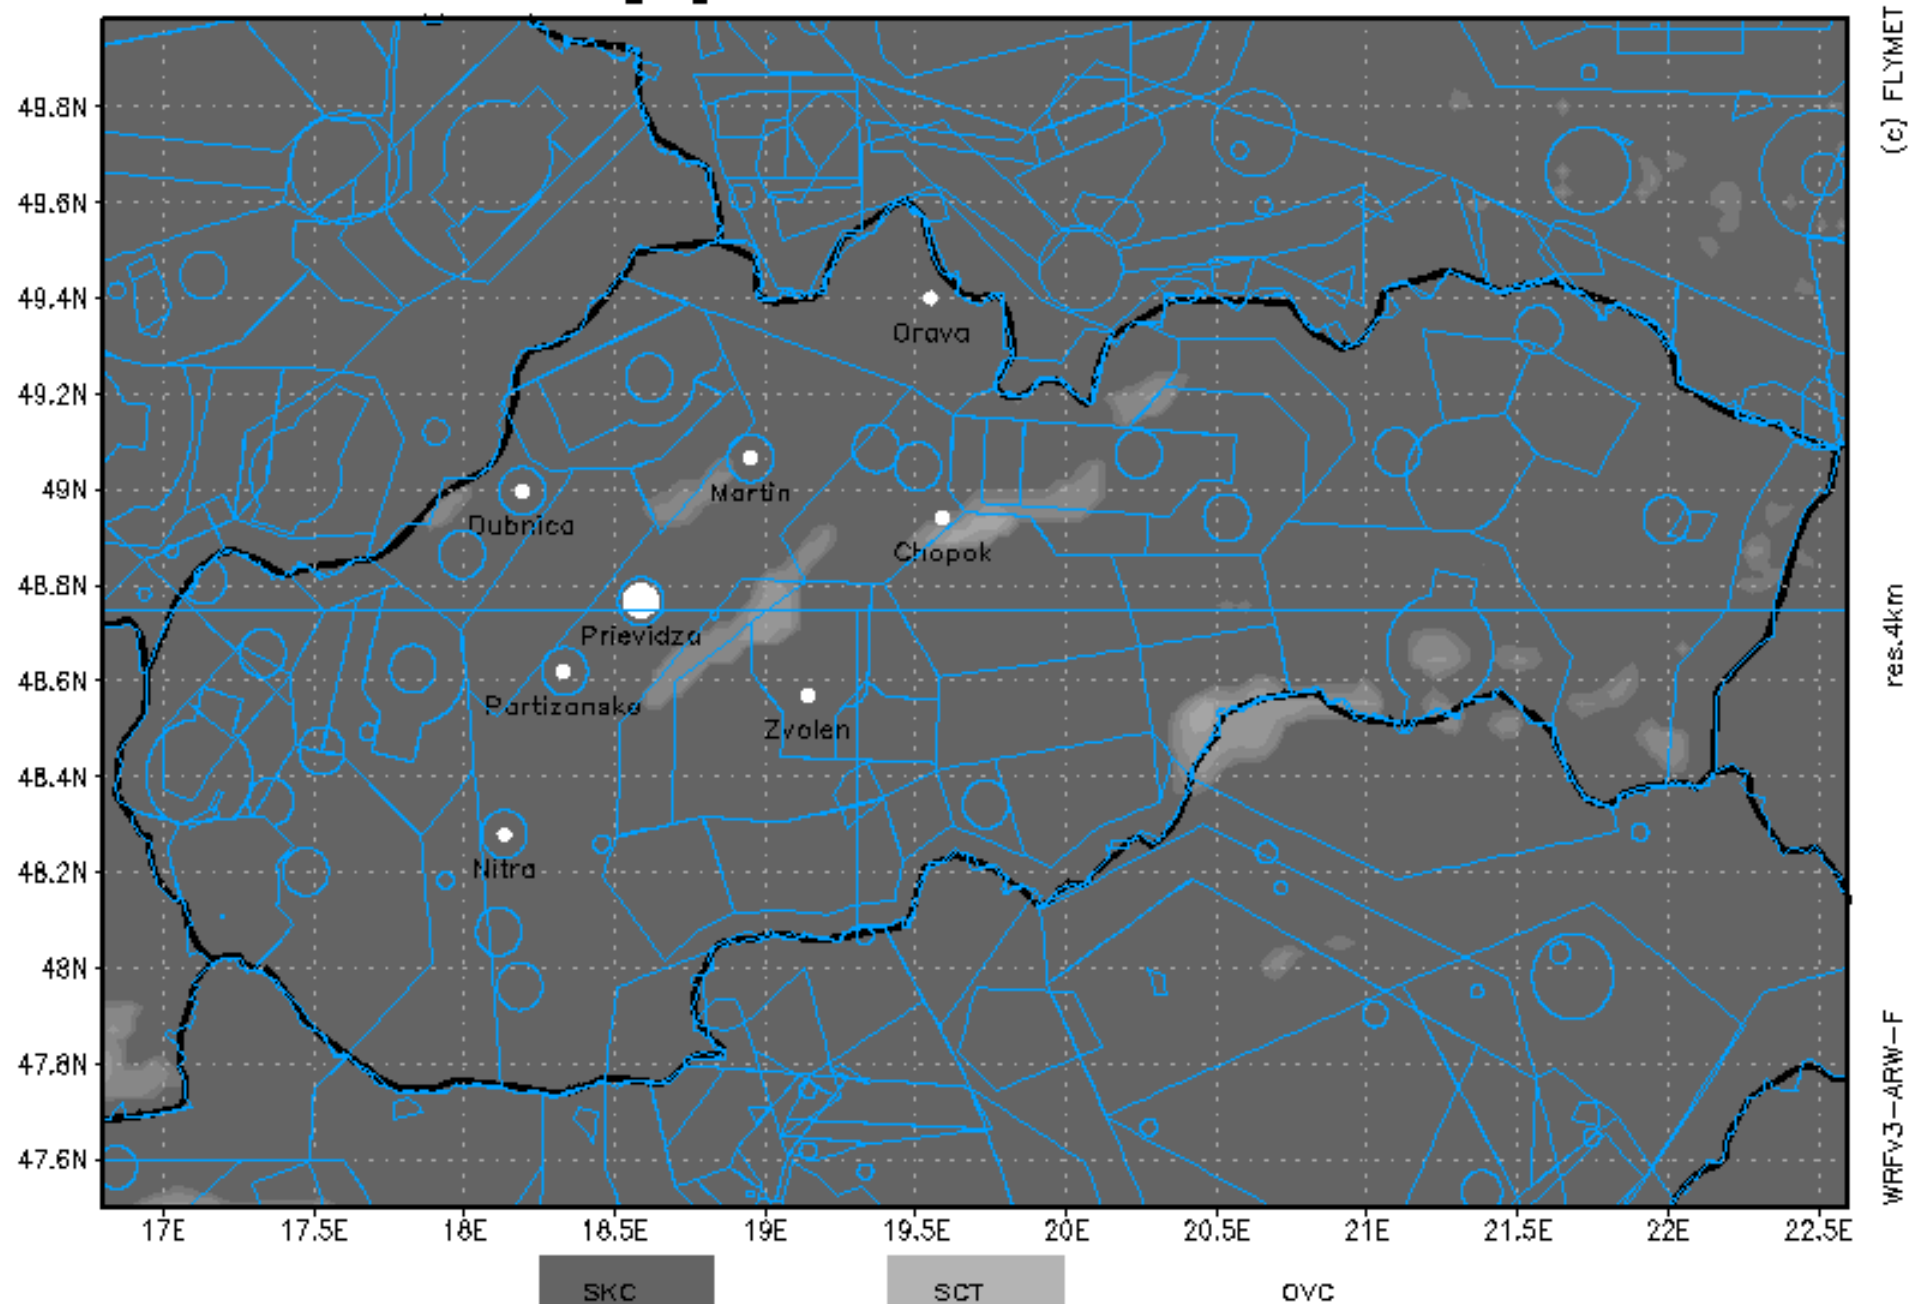 (c) FLYMET
49.8N
49.6N
49.4N
Orava
49.2N
Martin
49N
Dubnica
Chopok
48.8N
Prievidza
res.4km
48.6N
Partizanske
Zvolen
48.4N
Nitra
48.2N
48N
47.8N
WRFv3-ARW-F
47.6N
17E 17.5E 18E 18.5E 19E 19.5E 20E 20.5E 21E 21.5E 22E 22.5E
SKC SCT OVC